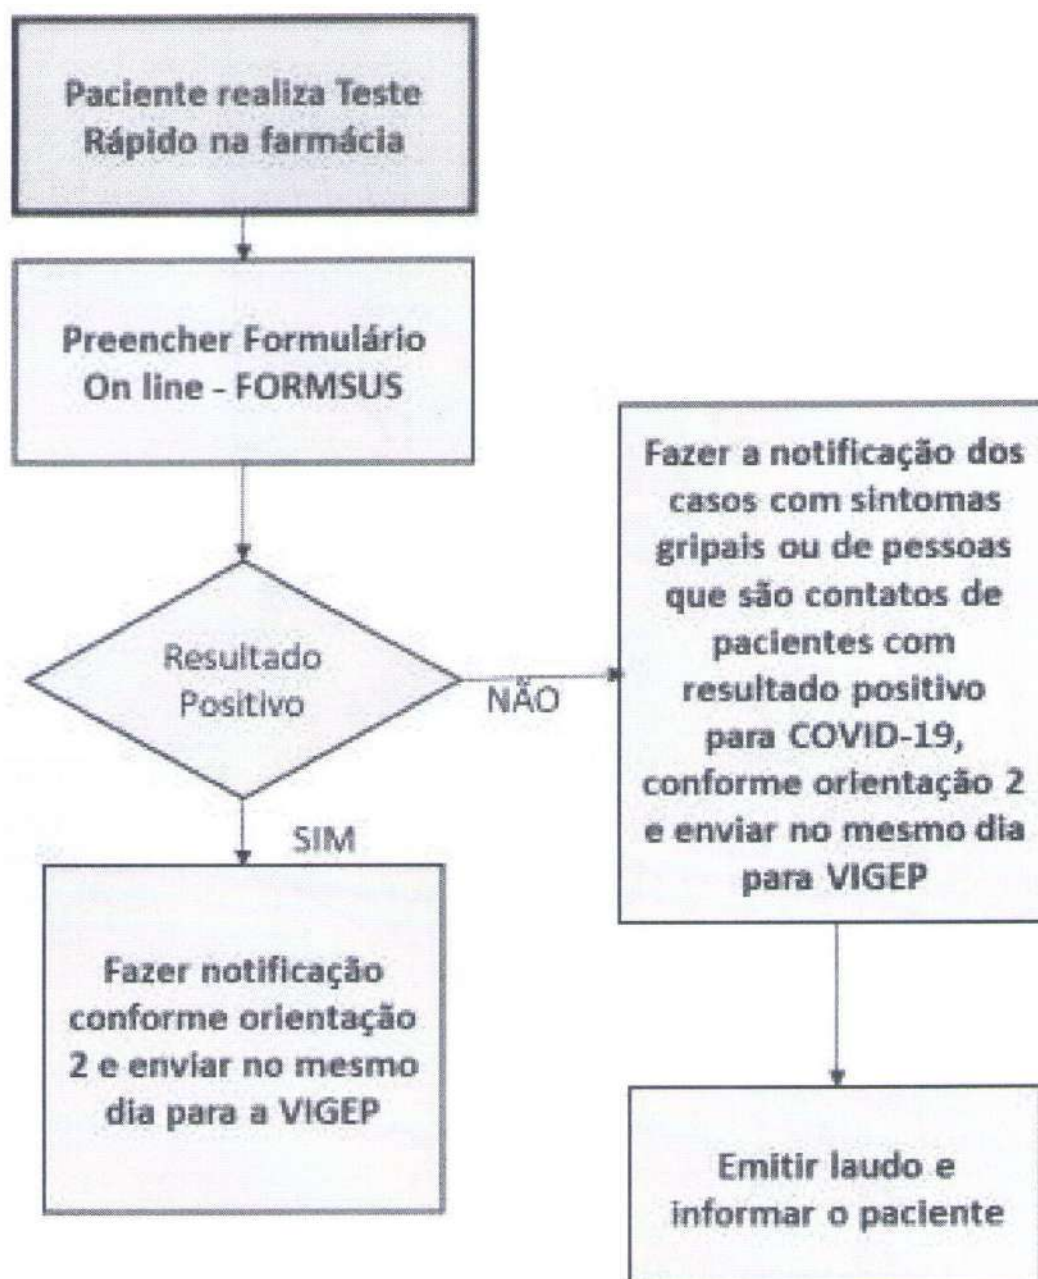 Paciente realiza Teste
Rápido na farmácia
Preencher Formulário
On line - FORMSUS
Resultado
Positivo
NÃO
SIM
Fazer a notificação dos
casos com sintomas
gripais ou de pessoas
que são contatos de
pacientes com
resultado positivo
para COVID-19,
conforme orientação 2
e enviar no mesmo dia
para VIGEP
Fazer notificação
conforme orientação
2 e enviar no mesmo
dia para a VIGEP
Emitir laudo e
informar o paciente